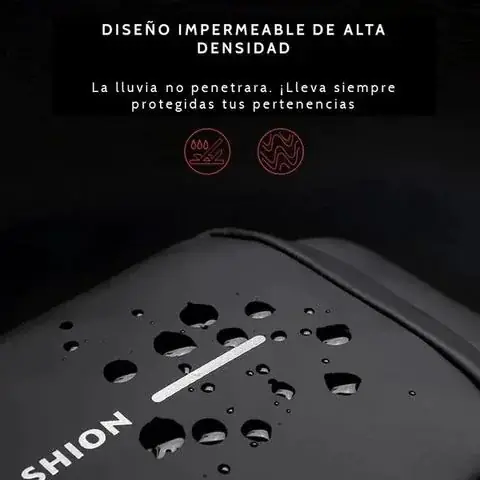 DISEÑO IMPERMEABLE DE ALTA
DENSIDAD
La lluvia no penetrara. ¡Lleva siempre
protegidas tus pertenencias
SHION